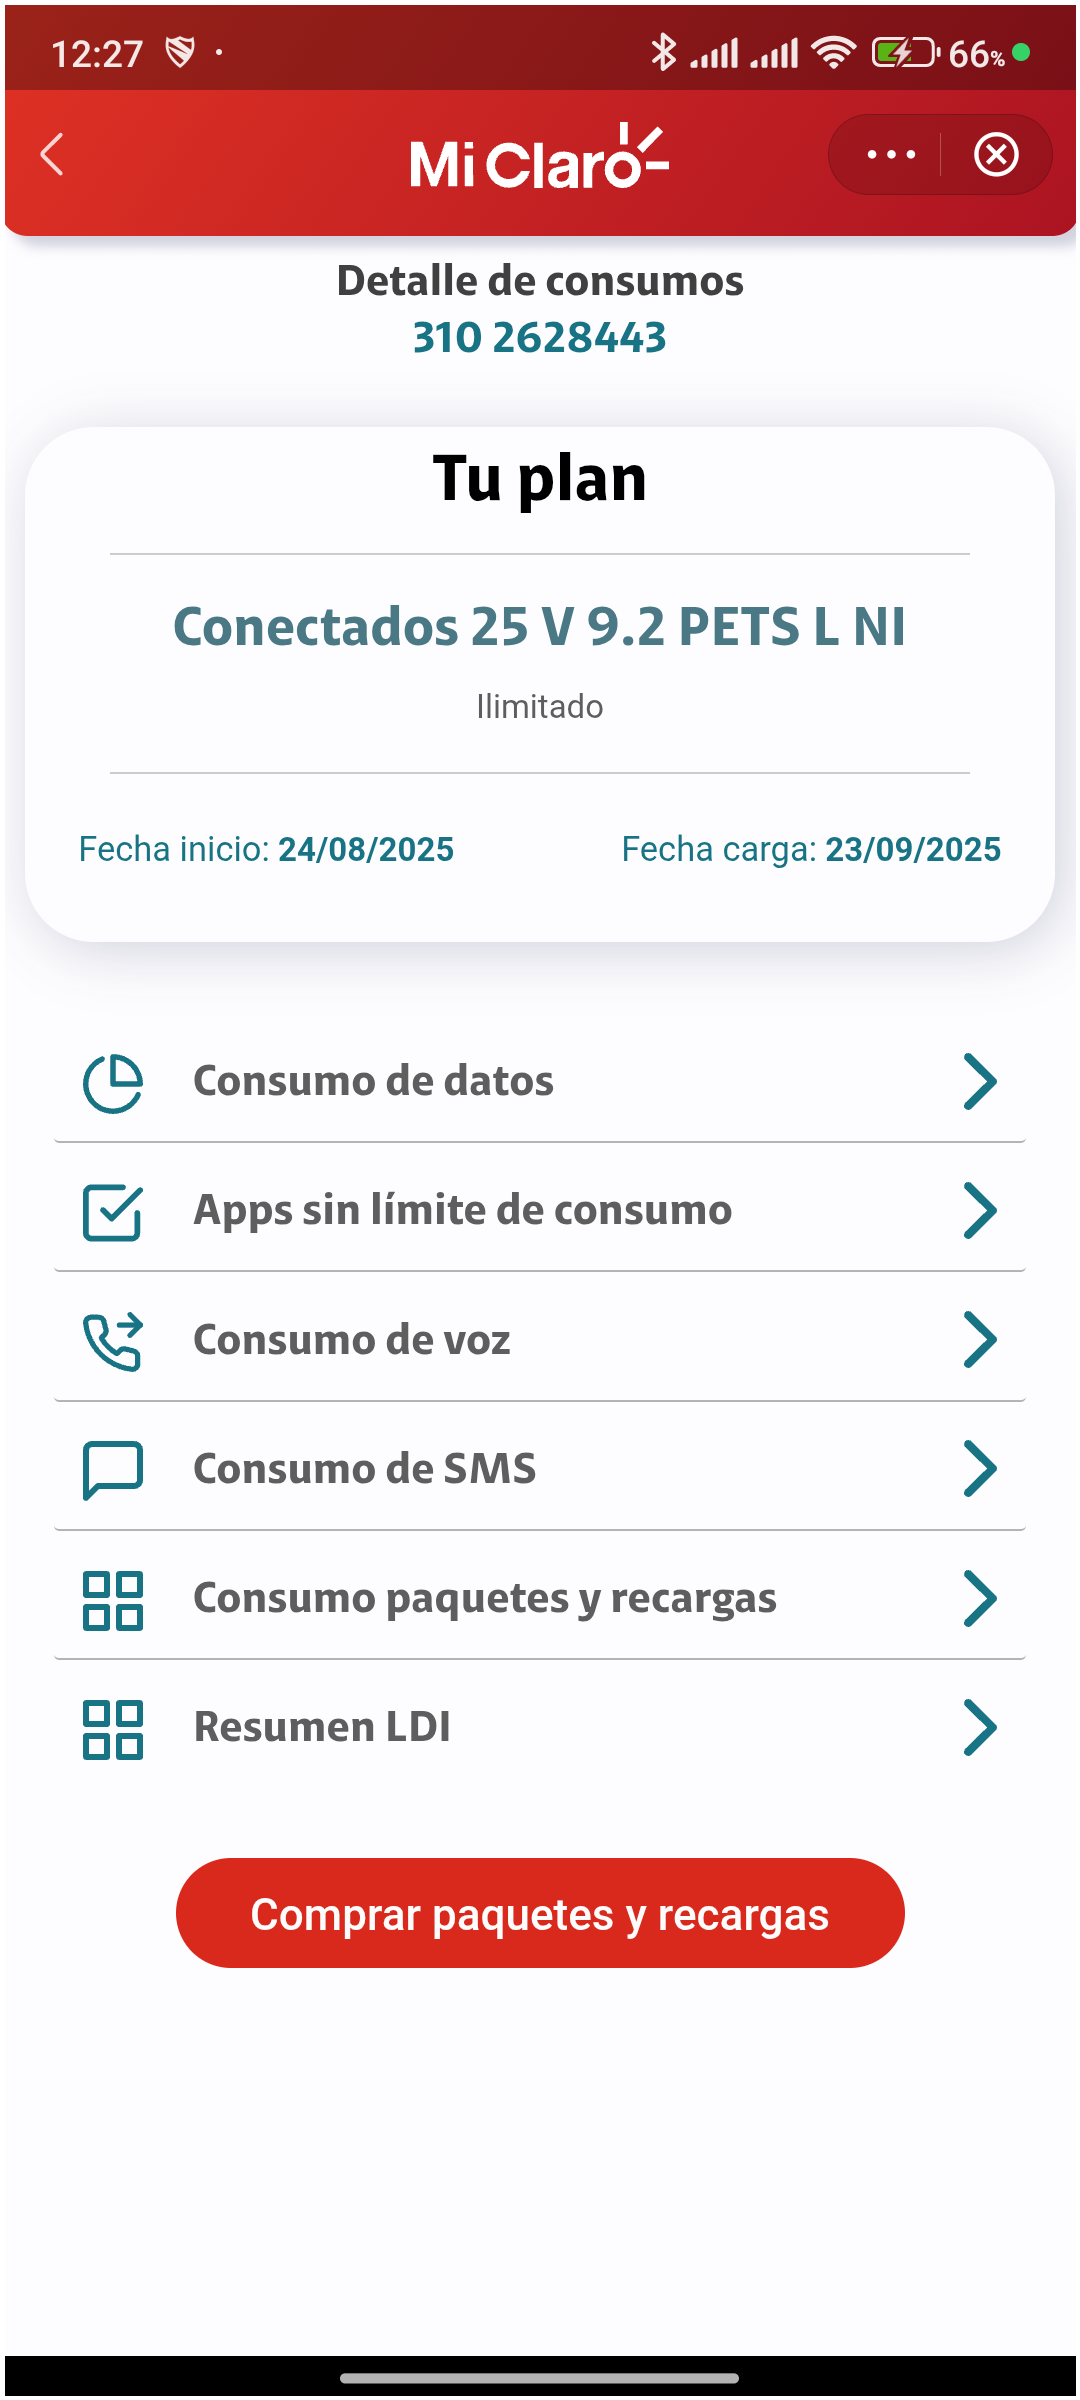 12:27
66%
Mi Claro
Detalle de consumos
310 2628443
Tu plan
Conectados 25 V 9.2 PETS L NI
Ilimitado
Fecha inicio: 24/08/2025 Fecha carga: 23/09/2025
Consumo de datos
Apps sin límite de consumo
Consumo de voz
Consumo de SMS
Consumo paquetes y recargas
Resumen LDI
Comprar paquetes y recargas